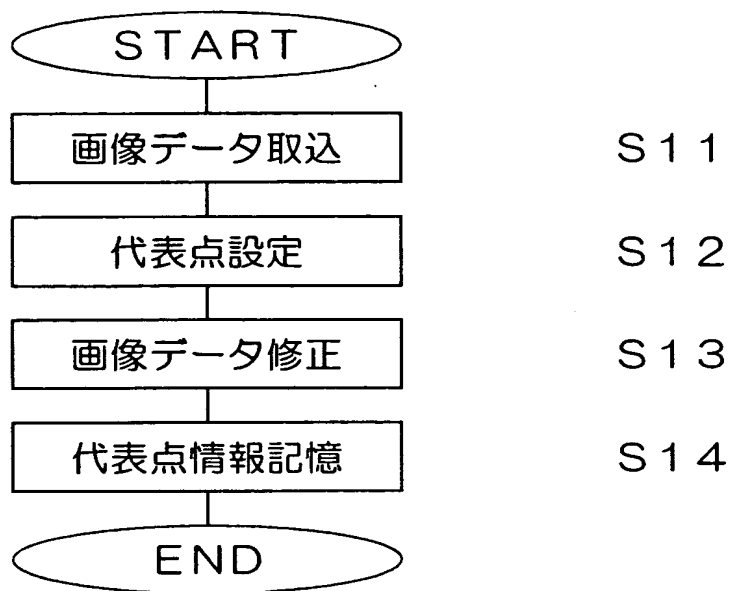 START
画像データ取込 S11
代表点設定 S12
画像データ修正 S13
代表点情報記憶 S14
END